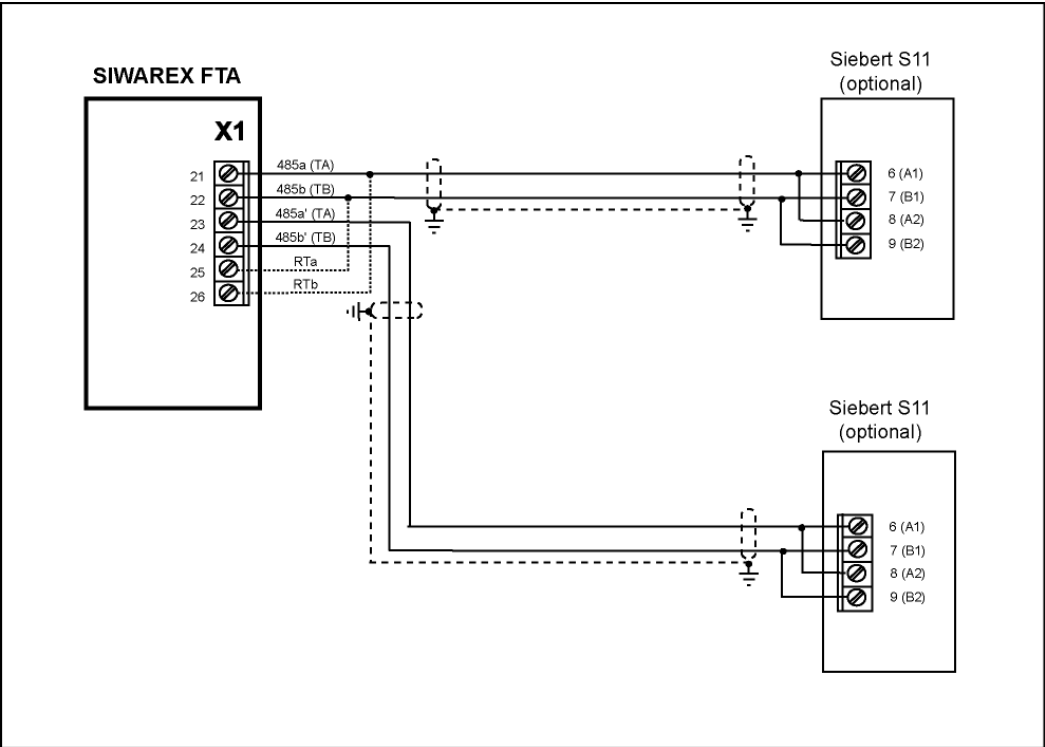 SIWAREX FTA
X1
21
485a (TA)
22
485b (TB)
23
485a' (TA)
24
485b' (TB)
25
RTa
26
RTb
Siebert S11
(optional)
6 (A1)
7 (B1)
8 (A2)
9 (B2)
Siebert S11
(optional)
6 (A1)
7 (B1)
8 (A2)
9 (B2)